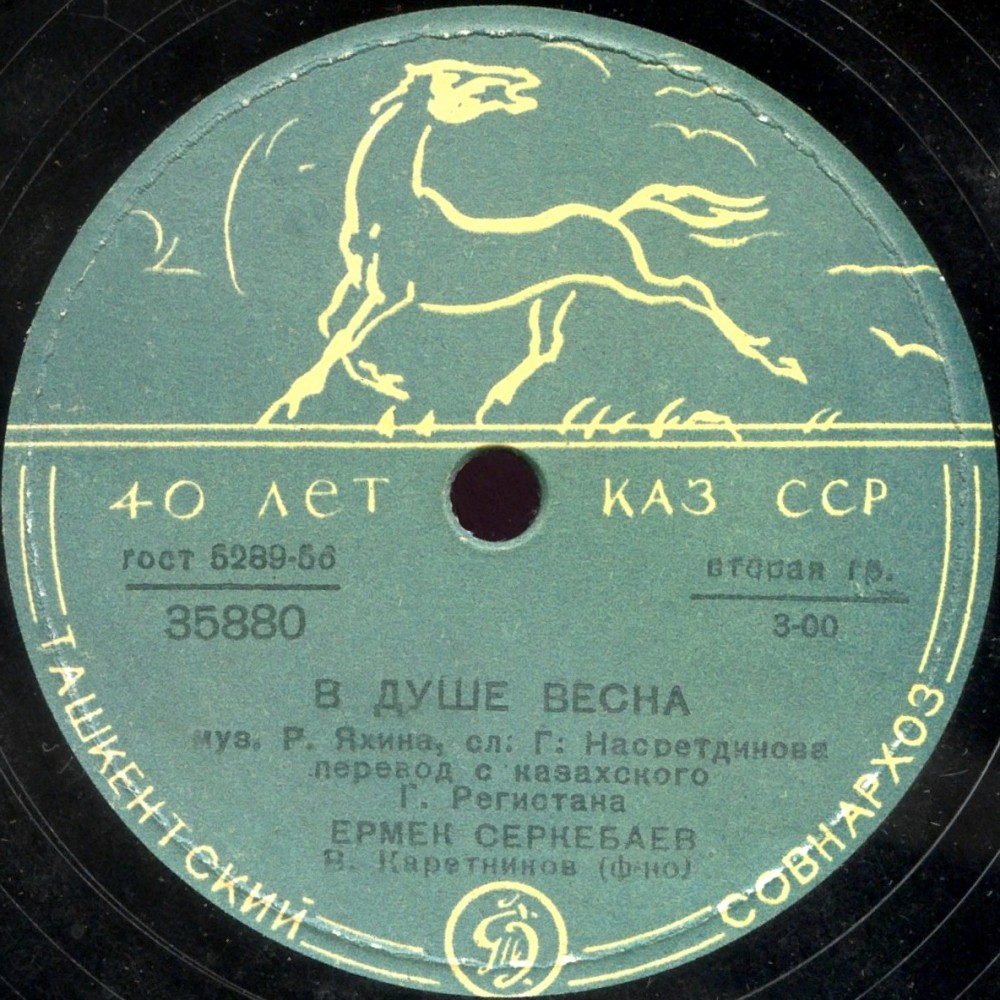 40 лет КАЗ ССР
гост 5289-56
вторая гр.
35880
3-00
В ДУШЕ ВЕСНА
муз. Р. Яхина, сл: Г: Насретдинова
перевод с казахского
Г. Регистана
ЕРМЕК СЕРКЕБАЕВ
В. Каретников (ф-но)
ТАШКЕНТСКИЙ СОВНАРХОЗ